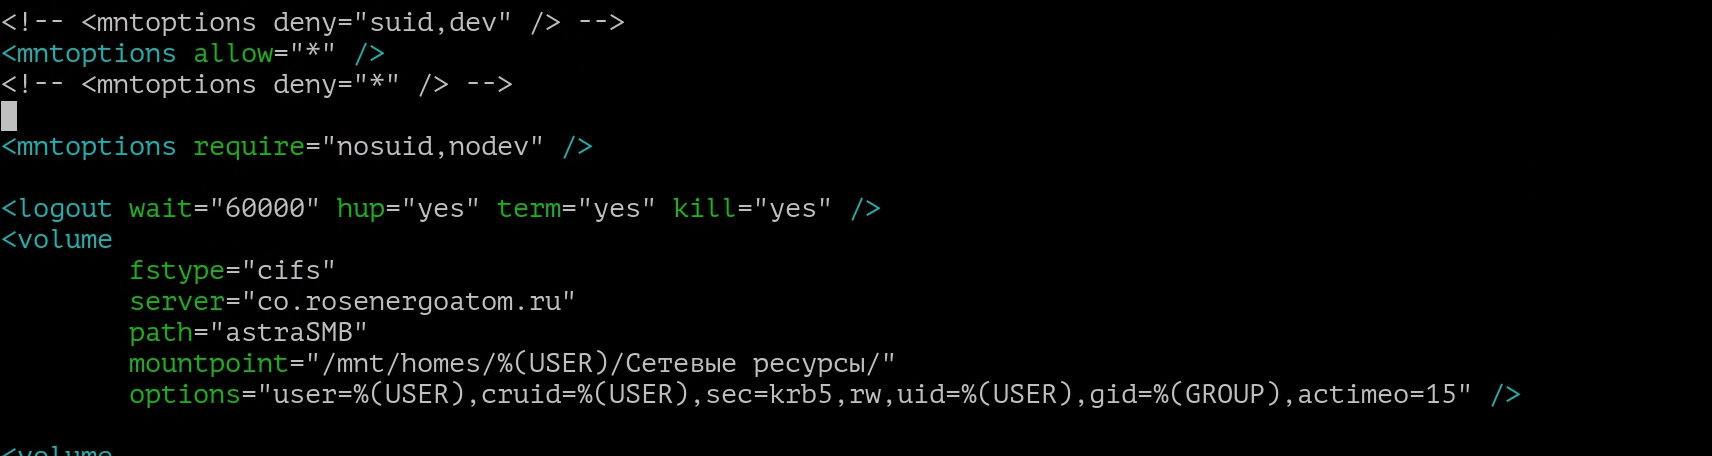 <!-- <mntoptions deny="suid,dev" /> -->
<mntoptions allow="*" />
<!-- <mntoptions deny="*" /> -->
<mntoptions require="nosuid,nodev" />
<logout wait="60000" hup="yes" term="yes" kill="yes" />
<volume
fstype="cifs"
server="co.rosenergoatom.ru"
path="astraSMB"
mountpoint="/mnt/homes/%(USER)/Сетевые ресурсы/"
options="user=%(USER),cruid=%(USER),sec=krb5,rw,uid=%(USER),gid=%(GROUP),actimeo=15" />
<volume